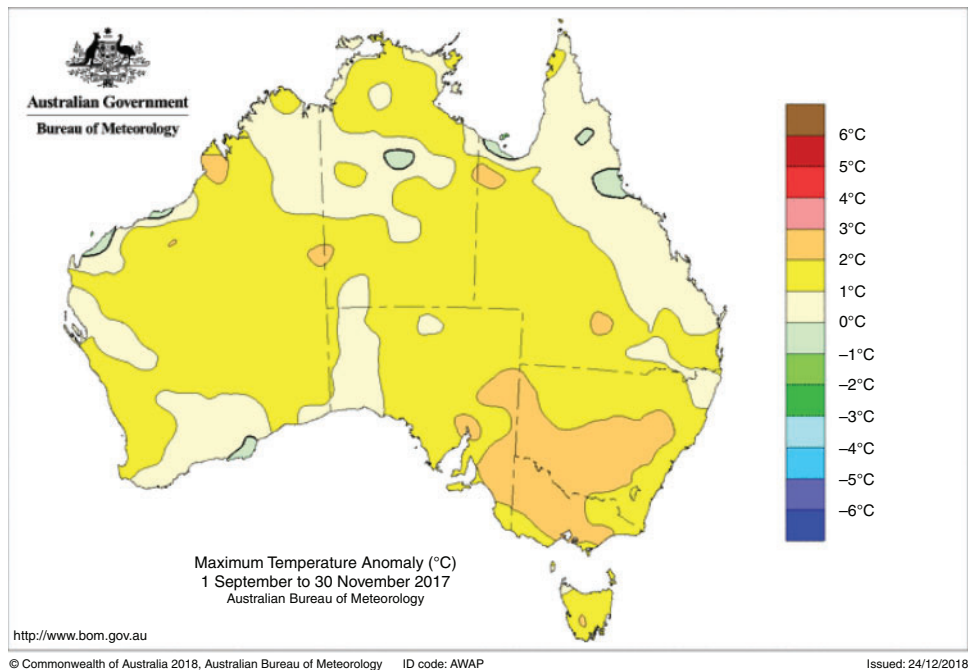 Australian Government
Bureau of Meteorology
6°C
5°C
4°C
3°C
2°C
1°C
0°C
–1°C
–2°C
–3°C
–4°C
–5°C
–6°C
Maximum Temperature Anomaly (°C)
1 September to 30 November 2017
Australian Bureau of Meteorology
http://www.bom.gov.au
© Commonwealth of Australia 2018, Australian Bureau of Meteorology ID code: AWAP Issued: 24/12/2018